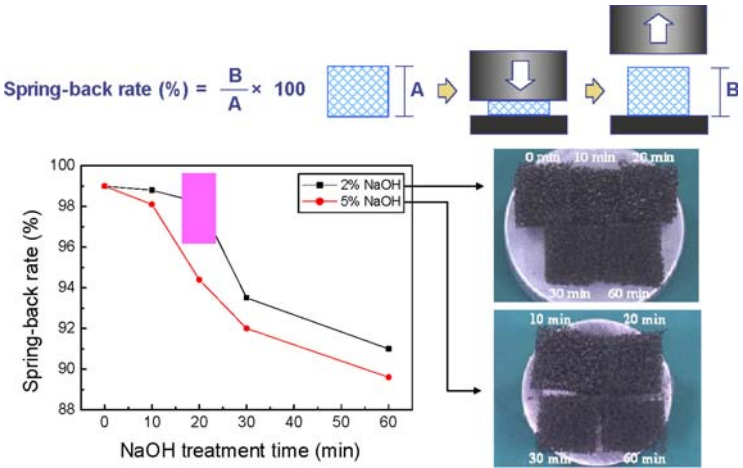 Spring-back rate (%) = B/A × 100
A
B
100
98
96
94
92
90
88
Spring-back rate (%)
0 10 20 30 40 50 60
NaOH treatment time (min)
2% NaOH
5% NaOH
0 min 10 min 20 min
30 min 60 min
10 min 20 min
30 min 60 min